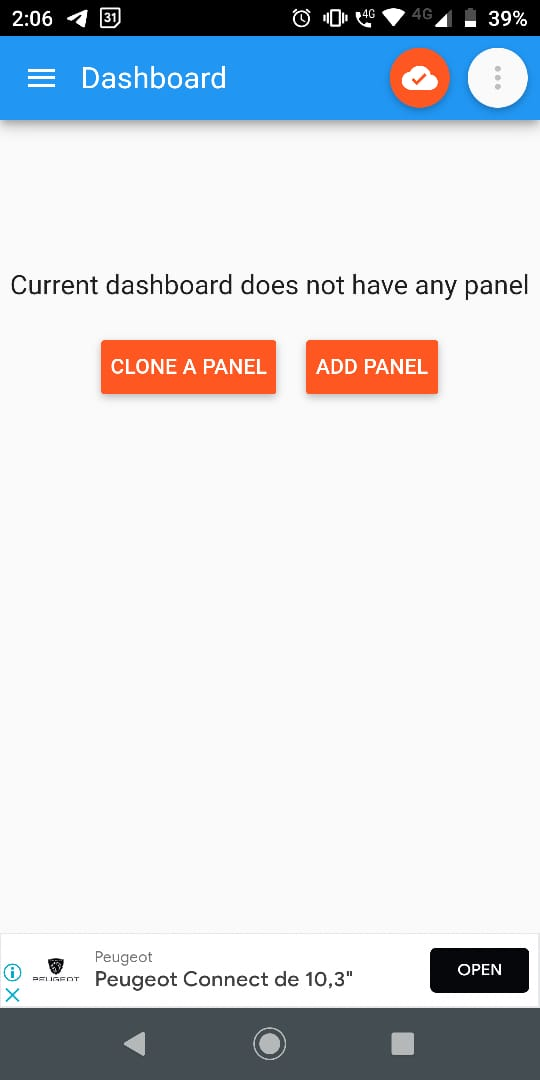 2:06 31 4G 4G 39%
Dashboard
Current dashboard does not have any panel
CLONE A PANEL ADD PANEL
Peugeot
PEUGEOT
Peugeot Connect de 10,3"
OPEN